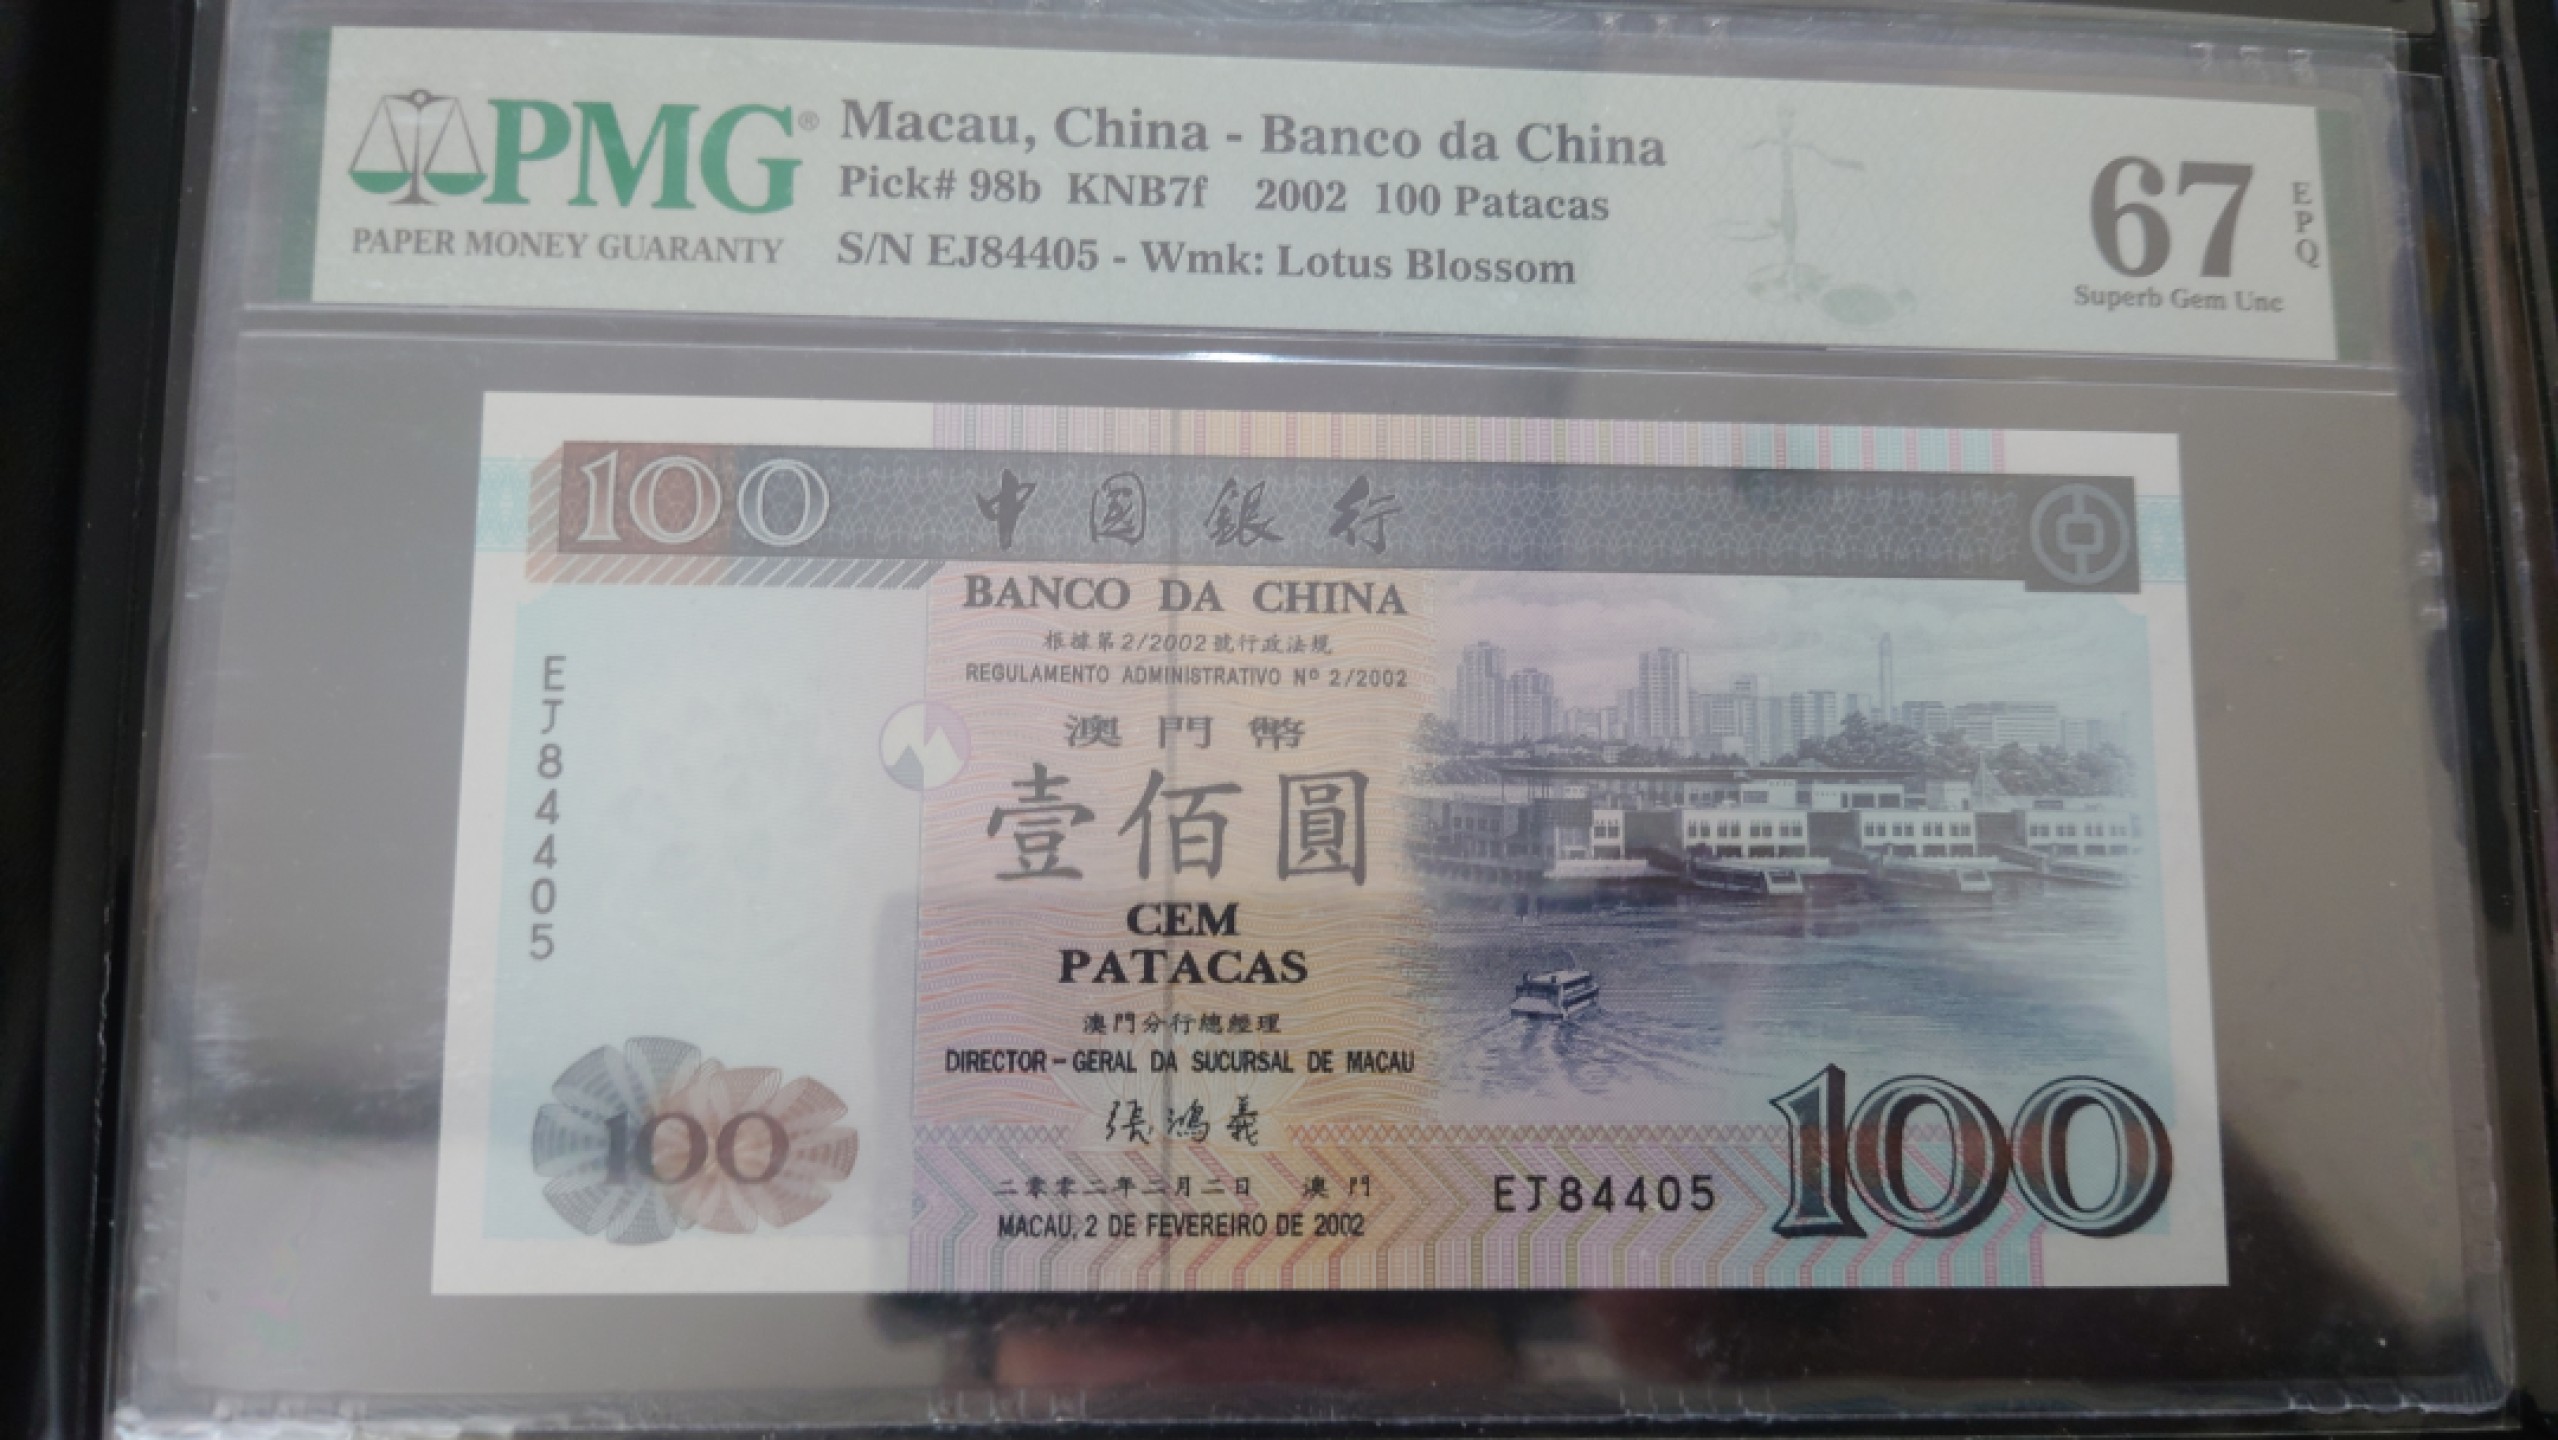 PMG®
PAPER MONEY GUARANTY
Macau, China - Banco da China
Pick# 98b KNB7f 2002 100 Patacas
S/N EJ84405 - Wmk: Lotus Blossom
67
EPQ
Superb Gem Unc
100
中國銀行
BANCO DA CHINA
根據第2/2002號行政法規
REGULAMENTO ADMINISTRATIVO Nº 2/2002
EJ84405
澳門幣
壹佰圓
CEM
PATACAS
澳門分行總經理
DIRECTOR-GERAL DA SUCURSAL DE MACAU
張鴻義
100
二零零二年二月二日 澳門
MACAU, 2 DE FEVEREIRO DE 2002
EJ84405
100